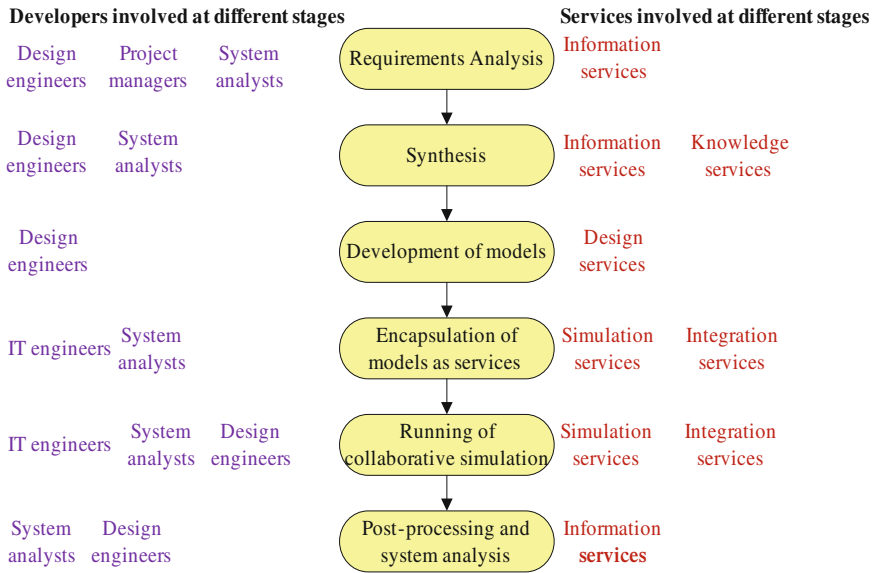 Developers involved at different stages
Services involved at different stages
Design engineers
Project managers
System analysts
Requirements Analysis
Information services
Design engineers
System analysts
Synthesis
Information services
Knowledge services
Design engineers
Development of models
Design services
IT engineers
System analysts
Encapsulation of models as services
Simulation services
Integration services
IT engineers
System analysts
Design engineers
Running of collaborative simulation
Simulation services
Integration services
System analysts
Design engineers
Post-processing and system analysis
Information services